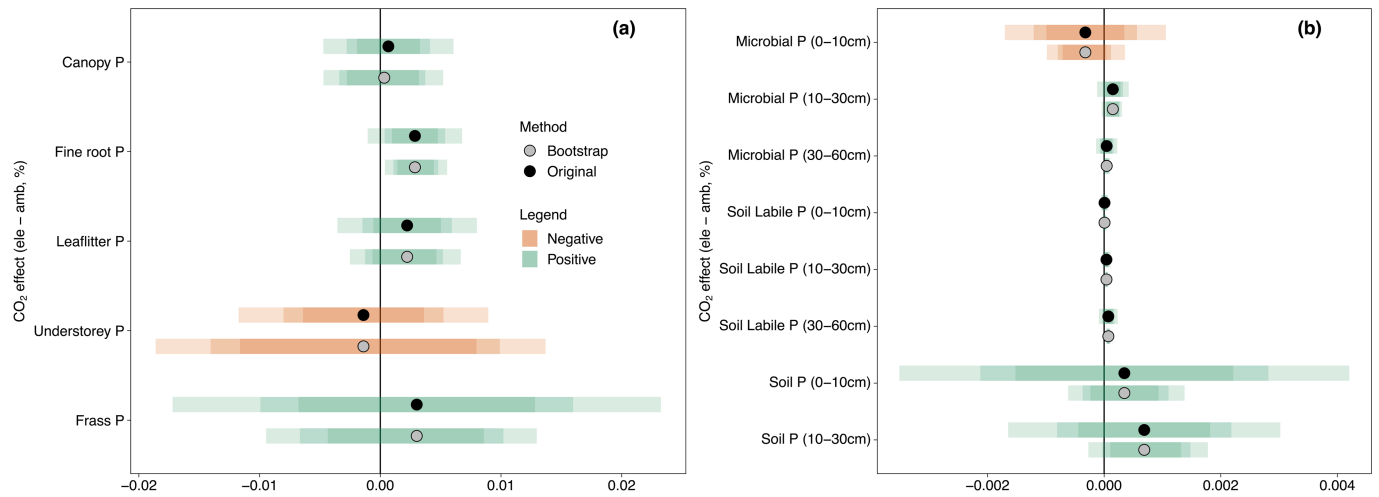 (a)
CO2 effect (ele − amb, %)
Canopy P
Fine root P
Leaflitter P
Understorey P
Frass P
−0.02 −0.01 0.00 0.01 0.02
Method
Bootstrap
Original
Legend
Negative
Positive
(b)
CO2 effect (ele − amb, %)
Microbial P (0−10cm)
Microbial P (10−30cm)
Microbial P (30−60cm)
Soil Labile P (0−10cm)
Soil Labile P (10−30cm)
Soil Labile P (30−60cm)
Soil P (0−10cm)
Soil P (10−30cm)
−0.002 0.000 0.002 0.004